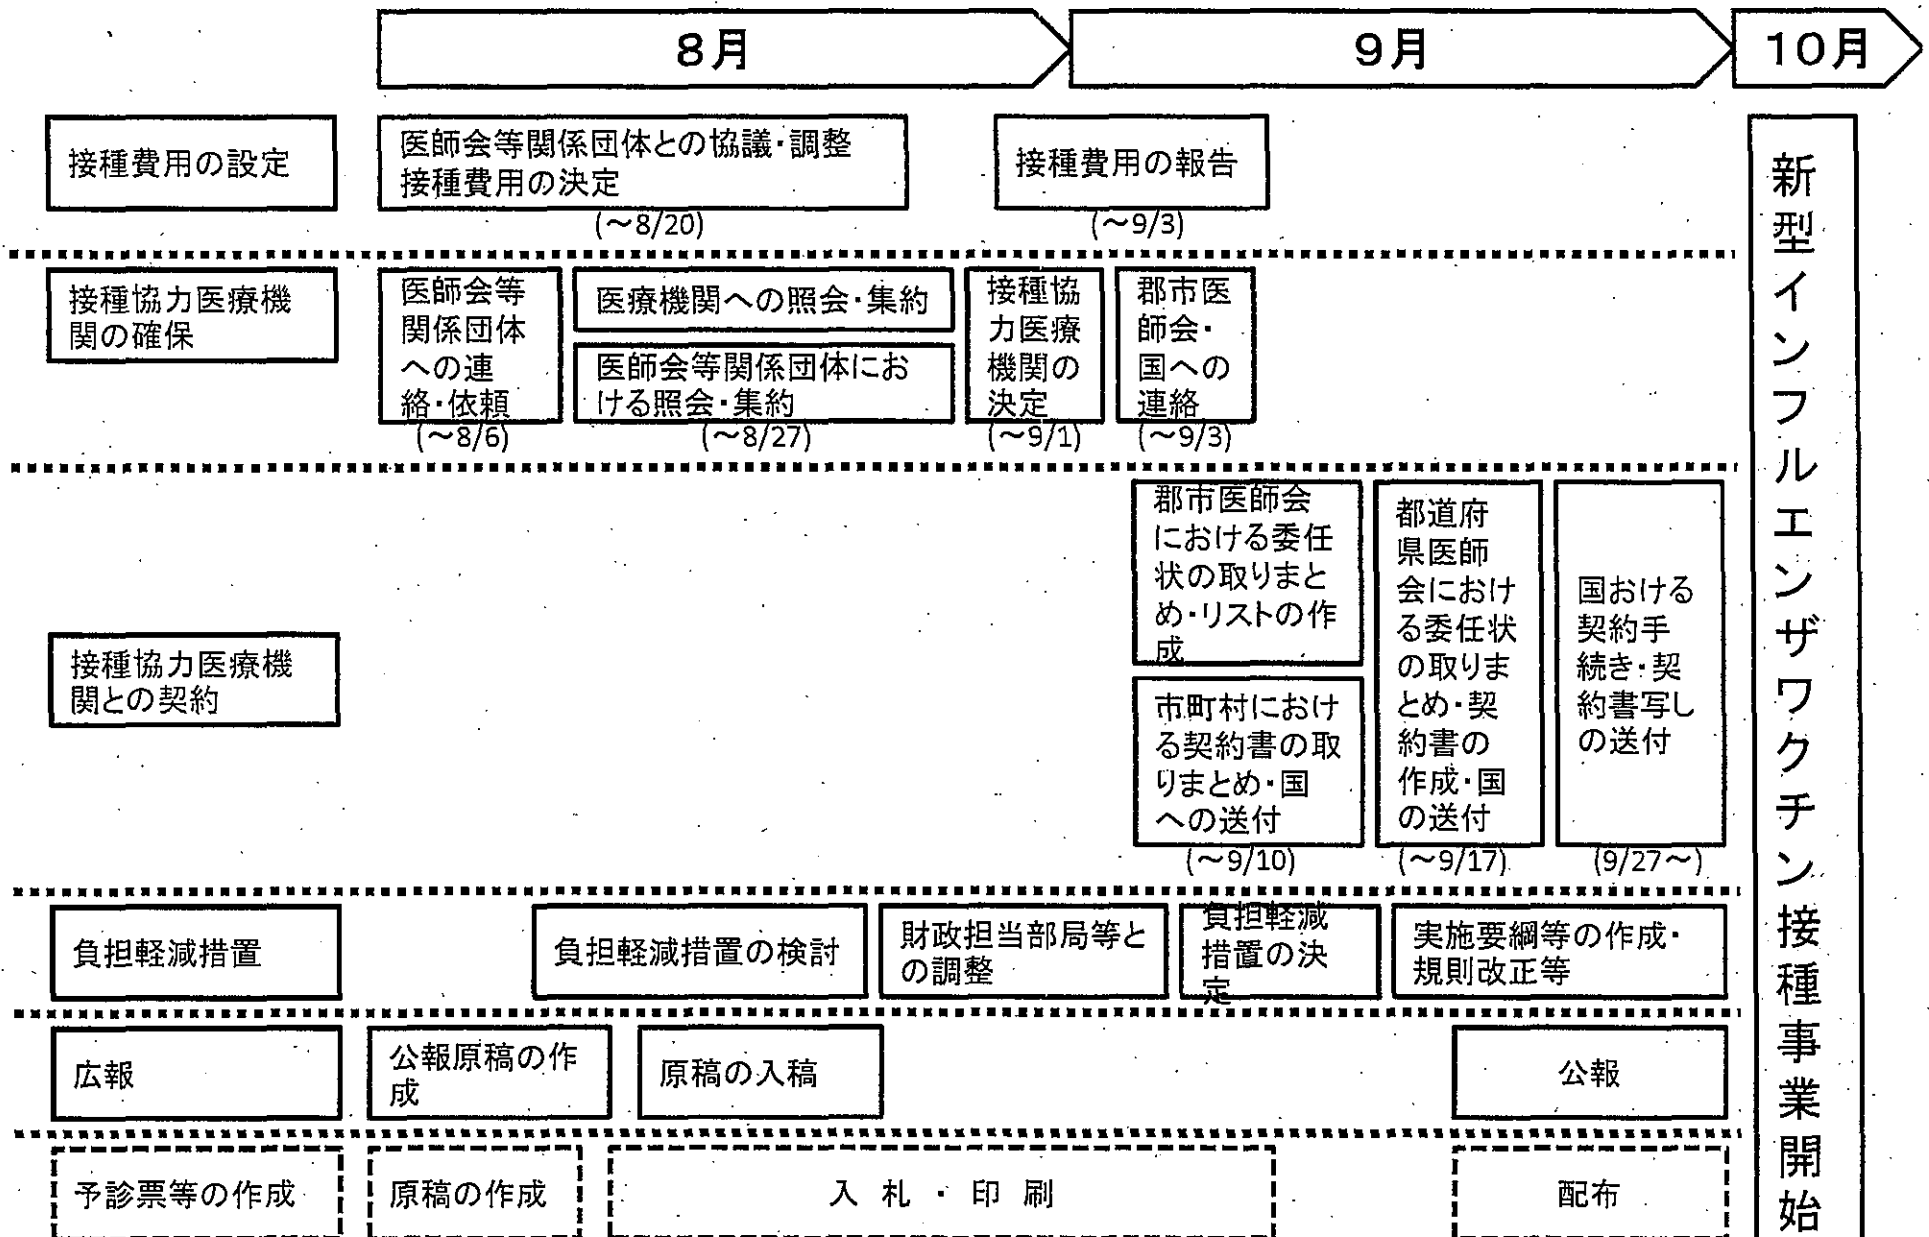 8月
9月
10月
接種費用の設定
医師会等関係団体との協議・調整
接種費用の決定
(～8/20)
接種費用の報告
(～9/3)
接種協力医療機
関の確保
医師会等
関係団体
への連
絡・依頼
(～8/6)
医療機関への照会・集約
医師会等関係団体にお
ける照会・集約
(～8/27)
接種協
力医療
機関の
決定
(～9/1)
郡市医
師会・
国への
連絡
(～9/3)
接種協力医療機
関との契約
郡市医師会
における委任
状の取りまと
め・リストの作
成
市町村におけ
る契約書の取
りまとめ・国
への送付
(～9/10)
都道府
県医師
会におけ
る委任状
の取りま
とめ・契
約書の
作成・国
の送付
(～9/17)
国おける
契約手
続き・契
約書写し
の送付
(9/27～)
負担軽減措置
負担軽減措置の検討
財政担当部局等と
の調整
負担軽減
措置の決
定
実施要綱等の作成・
規則改正等
広報
公報原稿の作
成
原稿の入稿
公報
予診票等の作成
原稿の作成
入 札 ・ 印 刷
配布
新型インフルエンザワクチン接種事業開始